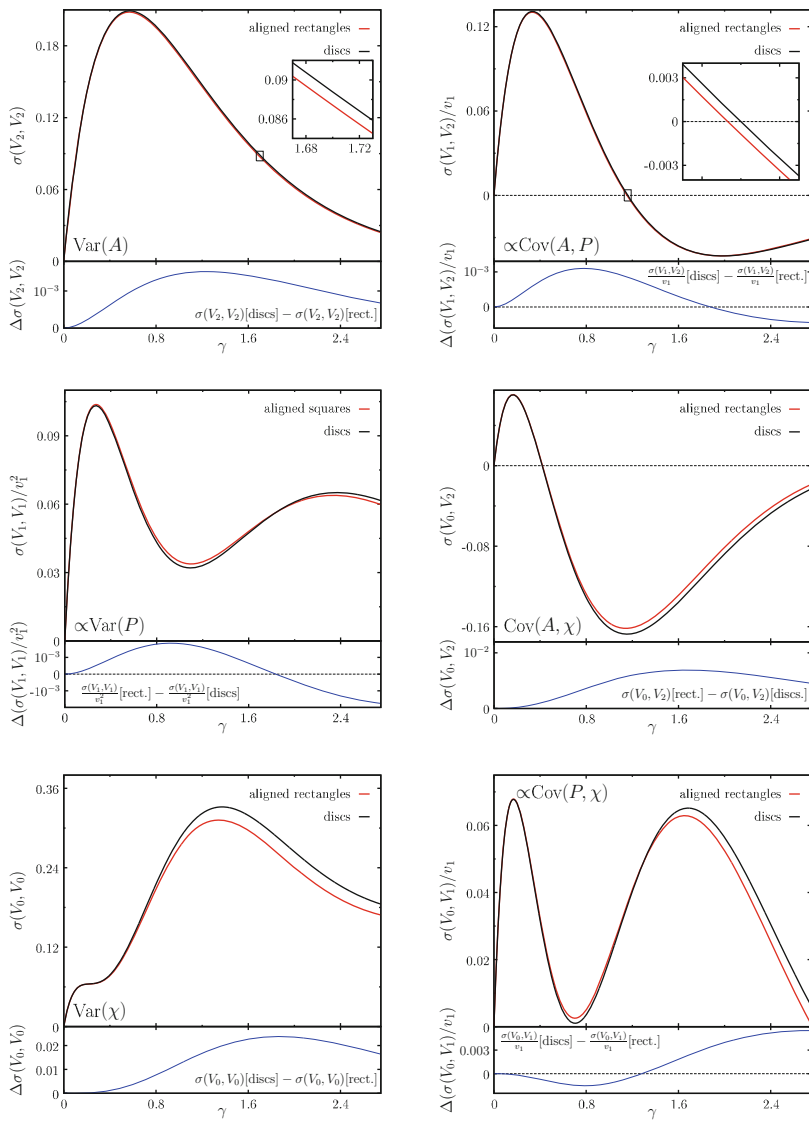 aligned rectangles
discs
0.18
0.12
0.06
0
σ(V₂, V₂)
0.09
0.086
1.68 1.72
Var(A)
10⁻³
0
Δσ(V₂, V₂)
σ(V₂, V₂)[discs] − σ(V₂, V₂)[rect.]
0 0.8 1.6 2.4
γ
aligned rectangles
discs
0.12
0.06
0
σ(V₁, V₂)/v₁
0.003
0
-0.003
∝Cov(A, P)
10⁻³
0
Δ(σ(V₁, V₂)/v₁)
σ(V₁,V₂)/v₁[discs] − σ(V₁,V₂)/v₁[rect.]
0 0.8 1.6 2.4
γ
aligned squares
discs
0.09
0.06
0.03
0
σ(V₁, V₁)/v₁²
∝Var(P)
10⁻³
0
-10⁻³
Δ(σ(V₁, V₁)/v₁²)
σ(V₁,V₁)/v₁²[rect.] − σ(V₁,V₁)/v₁²[discs]
0 0.8 1.6 2.4
γ
aligned rectangles
discs
0
-0.08
-0.16
σ(V₀, V₂)
Cov(A, χ)
10⁻²
0
Δσ(V₀, V₂)
σ(V₀, V₂)[rect.] − σ(V₀, V₂)[discs.]
0 0.8 1.6 2.4
γ
aligned rectangles
discs
0.36
0.24
0.12
0
σ(V₀, V₀)
Var(χ)
0.02
0.01
0
Δσ(V₀, V₀)
σ(V₀, V₀)[discs] − σ(V₀, V₀)[rect.]
0 0.8 1.6 2.4
γ
∝Cov(P, χ)
aligned rectangles
discs
0.06
0.04
0.02
0
σ(V₀, V₁)/v₁
0.003
0
Δ(σ(V₀, V₁)/v₁)
σ(V₀,V₁)/v₁[discs] − σ(V₀,V₁)/v₁[rect.]
0 0.8 1.6 2.4
γ